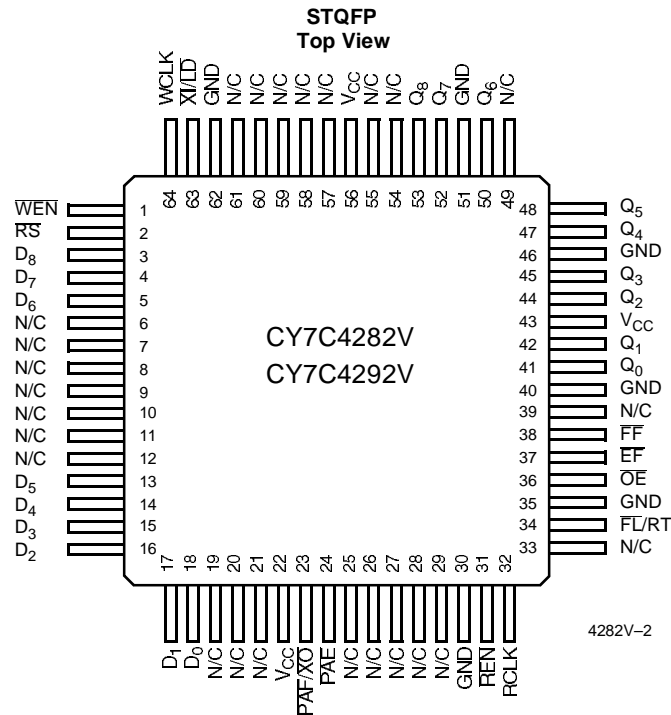 STQFP
Top View
WCLK
XI/LD
GND
N/C
N/C
N/C
N/C
N/C
VCC
N/C
N/C
Q8
Q7
GND
Q6
N/C
64 63 62 61 60 59 58 57 56 55 54 53 52 51 50 49
WEN 1
RS 2
D8 3
D7 4
D6 5
N/C 6
N/C 7
N/C 8
N/C 9
N/C 10
N/C 11
N/C 12
D5 13
D4 14
D3 15
D2 16
CY7C4282V
CY7C4292V
48 Q5
47 Q4
46 GND
45 Q3
44 Q2
43 VCC
42 Q1
41 Q0
40 GND
39 N/C
38 FF
37 EF
36 OE
35 GND
34 FL/RT
33 N/C
17 18 19 20 21 22 23 24 25 26 27 28 29 30 31 32
D1
D0
N/C
N/C
N/C
VCC
PAF/XO
PAE
N/C
N/C
N/C
N/C
N/C
GND
REN
RCLK
4282V–2